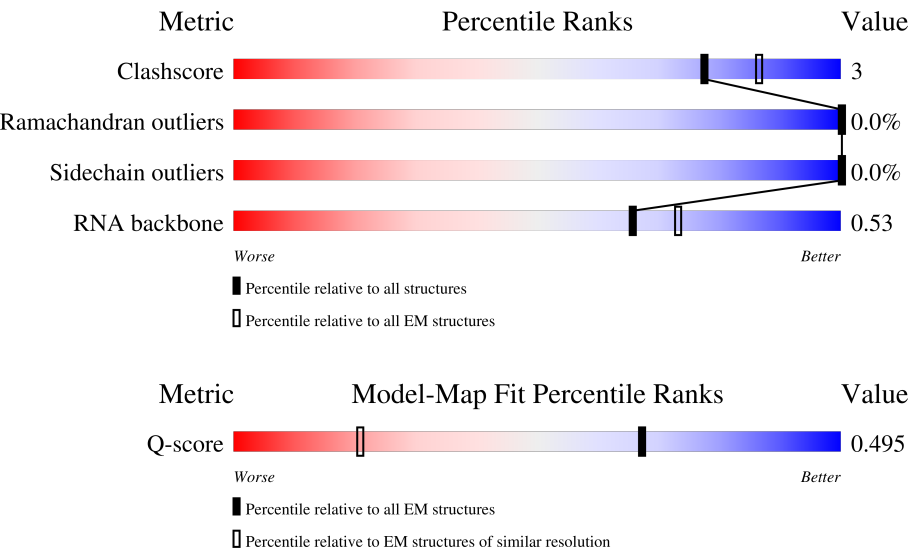 Metric Percentile Ranks Value
Clashscore 3
Ramachandran outliers 0.0%
Sidechain outliers 0.0%
RNA backbone 0.53
Worse Better
Percentile relative to all structures
Percentile relative to all EM structures
Metric Model-Map Fit Percentile Ranks Value
Q-score 0.495
Worse Better
Percentile relative to all EM structures
Percentile relative to EM structures of similar resolution